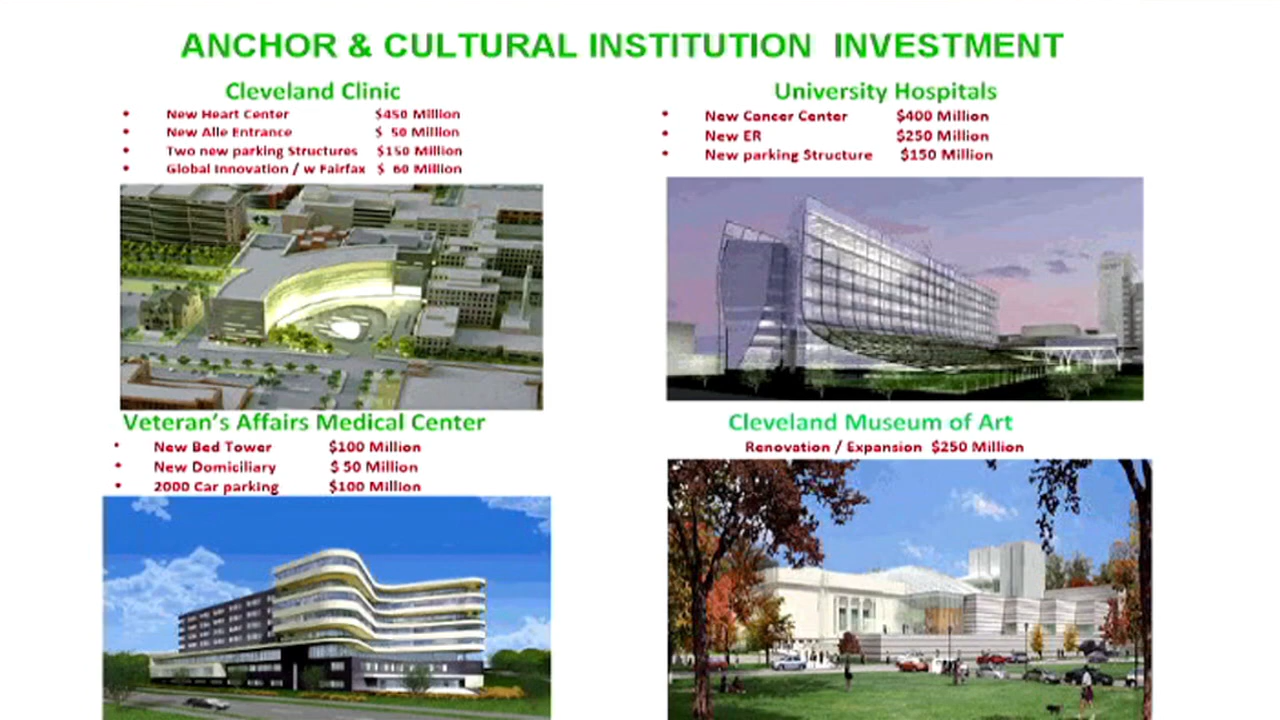 ANCHOR & CULTURAL INSTITUTION INVESTMENT
Cleveland Clinic
• New Heart Center $450 Million
• New Alle Entrance $ 50 Million
• Two new parking Structures $150 Million
• Global Innovation / w Fairfax $ 60 Million
University Hospitals
• New Cancer Center $400 Million
• New ER $250 Million
• New parking Structure $150 Million
Veteran's Affairs Medical Center
• New Bed Tower $100 Million
• New Domiciliary $ 50 Million
• 2000 Car parking $100 Million
Cleveland Museum of Art
Renovation / Expansion $250 Million